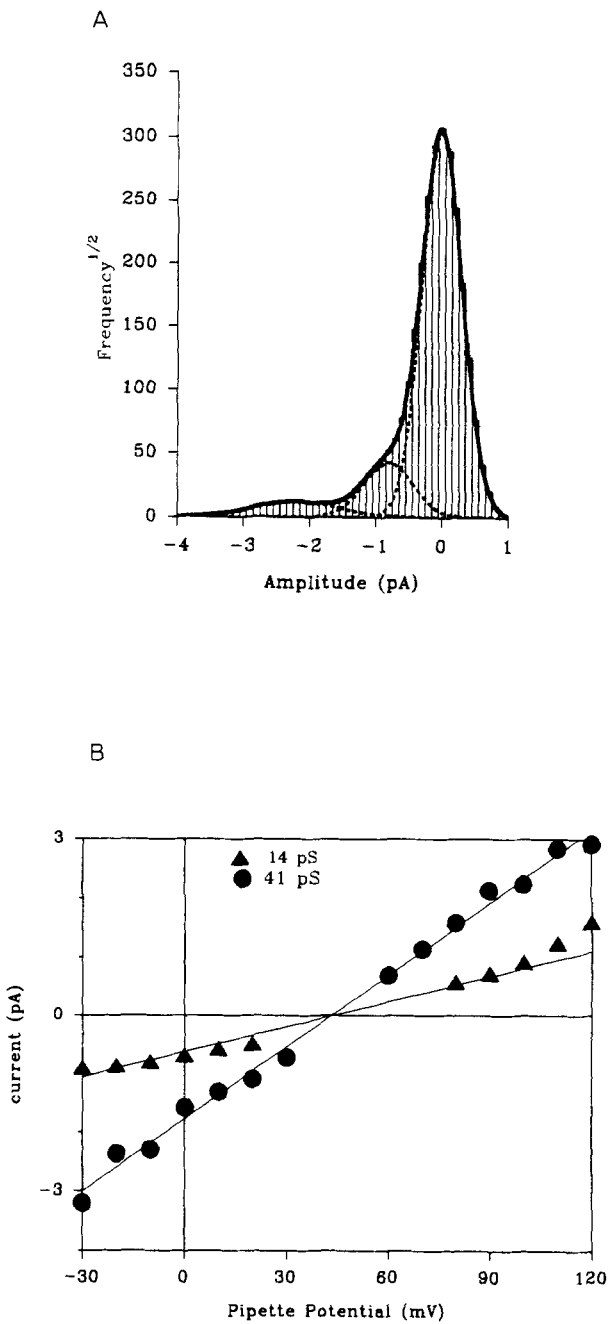 A
350
300
250
200
150
100
50
0
Frequency1/2
-4 -3 -2 -1 0 1
Amplitude (pA)
B
3
0
-3
current (pA)
14 pS
41 pS
-30 0 30 60 90 120
Pipette Potential (mV)